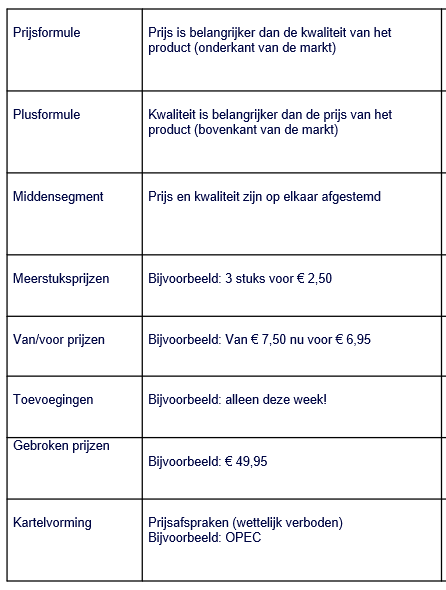 Prijsformule
Prijs is belangrijker dan de kwaliteit van het
product (onderkant van de markt)
Plusformule
Kwaliteit is belangrijker dan de prijs van het
product (bovenkant van de markt)
Middensegment
Prijs en kwaliteit zijn op elkaar afgestemd
Meerstuksprijzen
Bijvoorbeeld: 3 stuks voor € 2,50
Van/voor prijzen
Bijvoorbeeld: Van € 7,50 nu voor € 6,95
Toevoegingen
Bijvoorbeeld: alleen deze week!
Gebroken prijzen
Bijvoorbeeld: € 49,95
Kartelvorming
Prijsafspraken (wettelijk verboden)
Bijvoorbeeld: OPEC